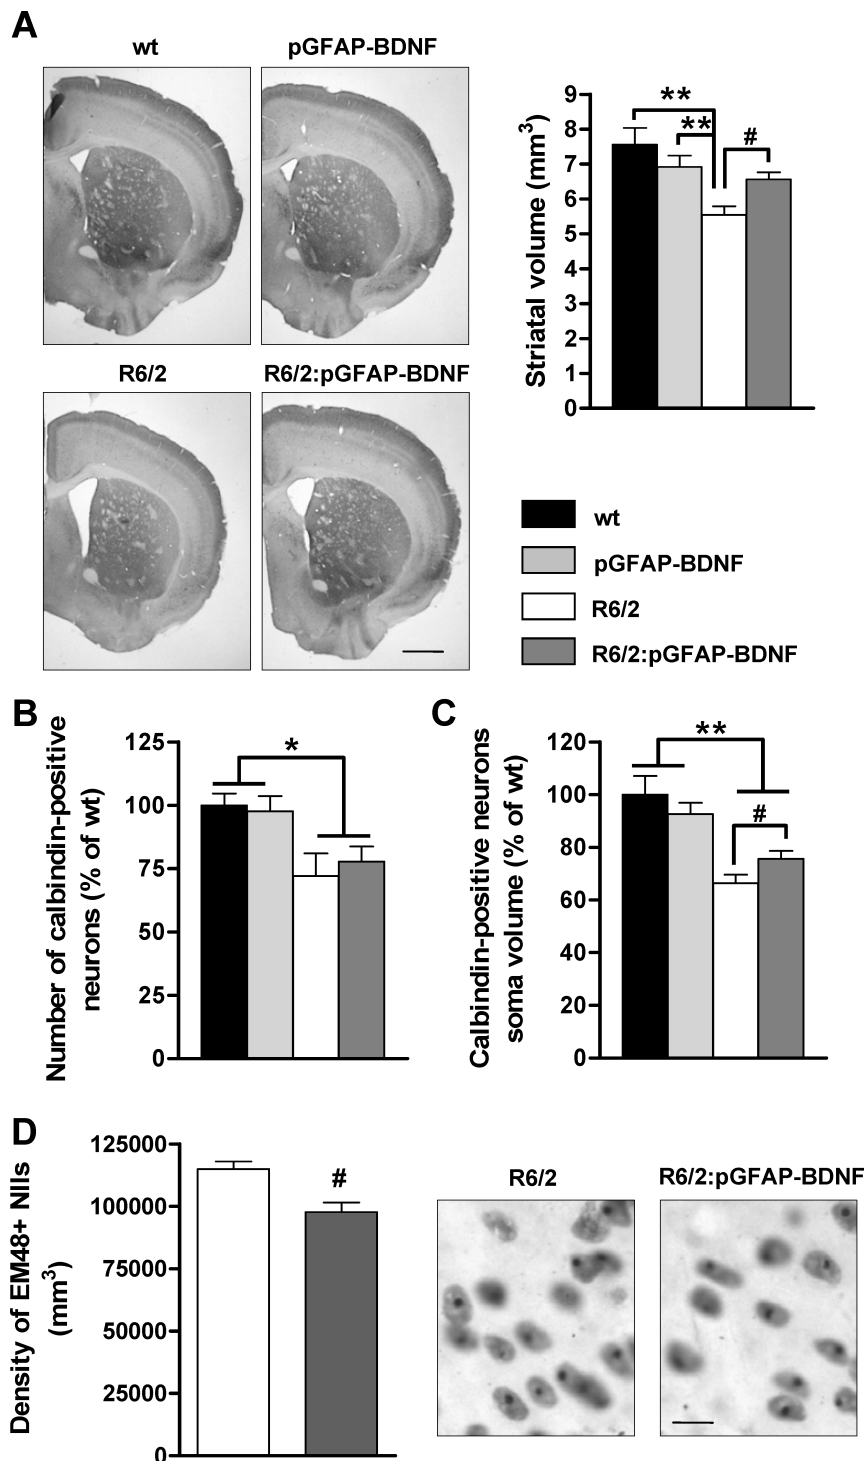 A
wt
pGFAP-BDNF
R6/2
R6/2:pGFAP-BDNF
Striatal volume (mm3)
9
8
7
6
5
4
3
2
1
0
**
**
#
wt
pGFAP-BDNF
R6/2
R6/2:pGFAP-BDNF
B
Number of calbindin-positive
neurons (% of wt)
125
100
75
50
25
0
*
C
Calbindin-positive neurons
soma volume (% of wt)
120
100
80
60
40
20
0
**
#
D
Density of EM48+ NIIs
(mm3)
125000
100000
75000
50000
25000
0
#
R6/2
R6/2:pGFAP-BDNF